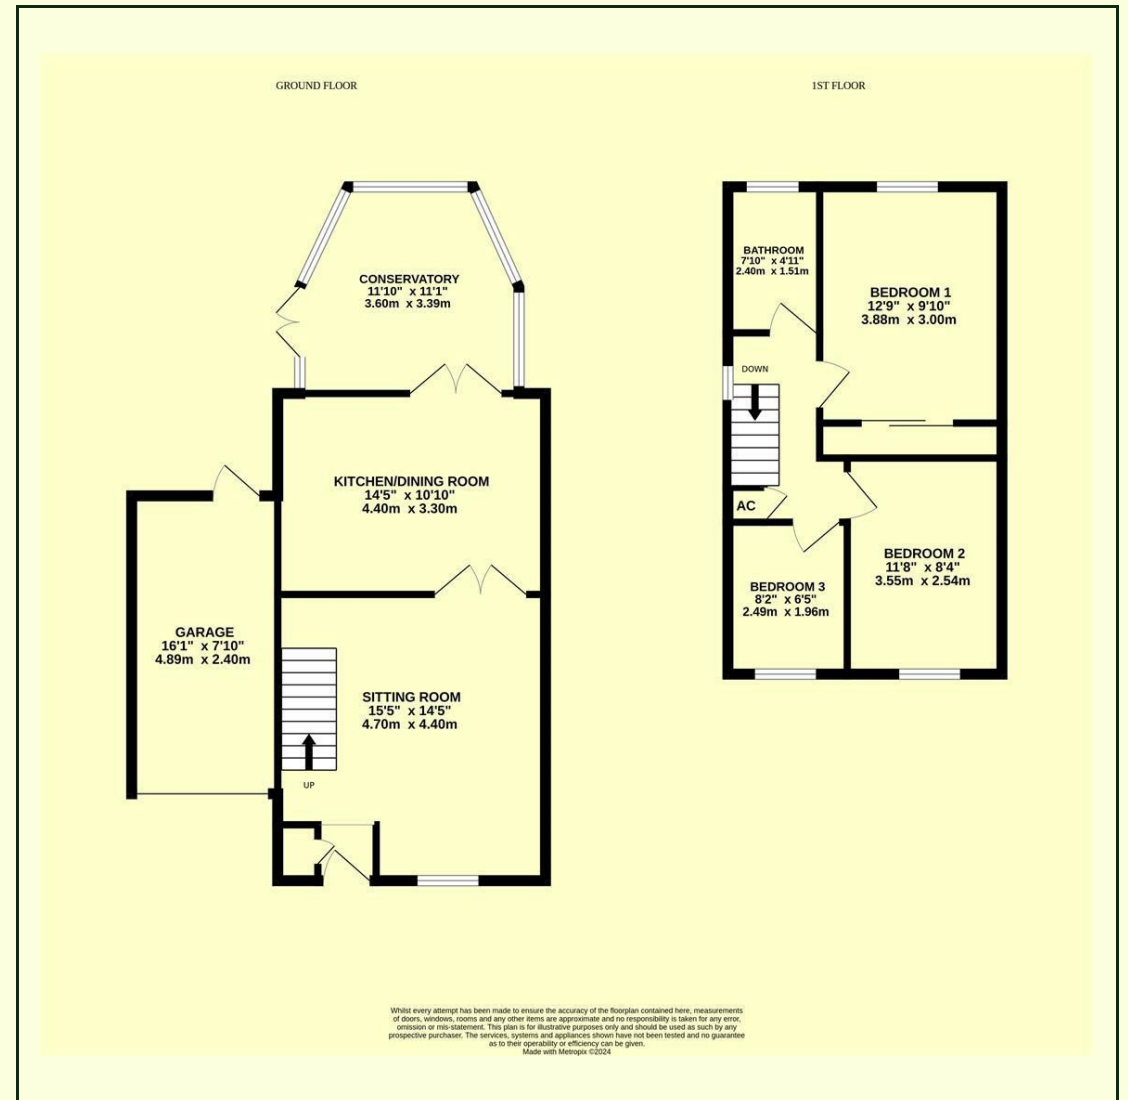 GROUND FLOOR
1ST FLOOR
CONSERVATORY
11'10" x 11'1"
3.60m x 3.39m
KITCHEN/DINING ROOM
14'5" x 10'10"
4.40m x 3.30m
GARAGE
16'1" x 7'10"
4.89m x 2.40m
SITTING ROOM
15'5" x 14'5"
4.70m x 4.40m
UP
BATHROOM
7'10" x 4'11"
2.40m x 1.51m
BEDROOM 1
12'9" x 9'10"
3.88m x 3.00m
DOWN
AC
BEDROOM 2
11'8" x 8'4"
3.55m x 2.54m
BEDROOM 3
8'2" x 6'5"
2.49m x 1.96m
Whilst every attempt has been made to ensure the accuracy of the floorplan contained here, measurements
of doors, windows, rooms and any other items are approximate and no responsibility is taken for any error,
omission or mis-statement. This plan is for illustrative purposes only and should be used as such by any
prospective purchaser. The services, systems and appliances shown have not been tested and no guarantee
as to their operability or efficiency can be given.
Made with Metropix ©2024